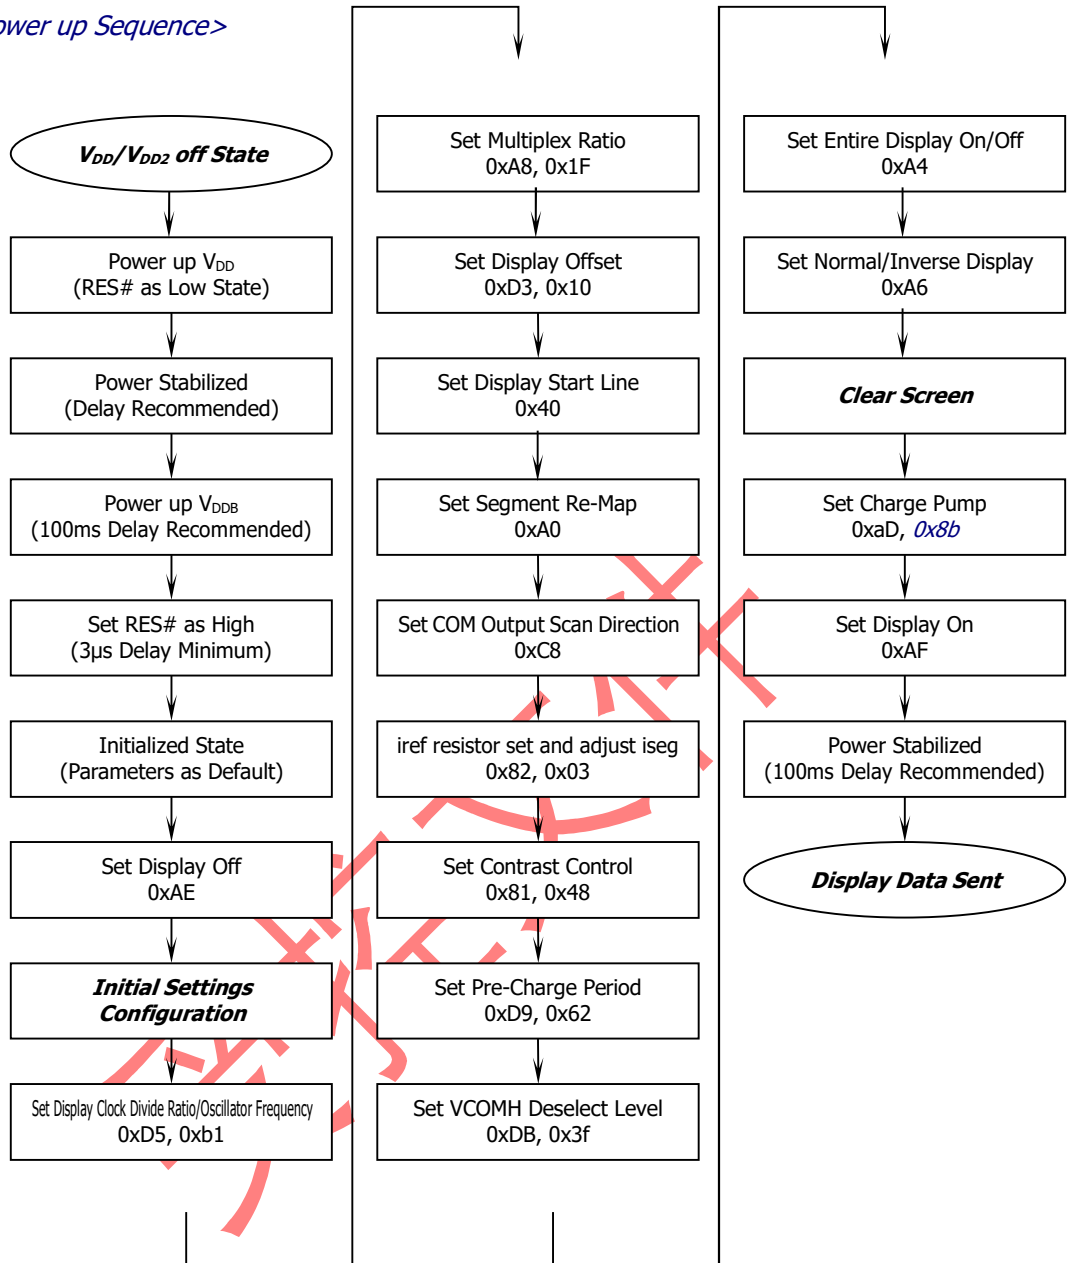 ower up Sequence>
V_DD/V_DD2 off State
Power up V_DD
(RES# as Low State)
Power Stabilized
(Delay Recommended)
Power up V_DDB
(100ms Delay Recommended)
Set RES# as High
(3µs Delay Minimum)
Initialized State
(Parameters as Default)
Set Display Off
0xAE
Initial Settings
Configuration
Set Display Clock Divide Ratio/Oscillator Frequency
0xD5, 0xb1
Set Multiplex Ratio
0xA8, 0x1F
Set Display Offset
0xD3, 0x10
Set Display Start Line
0x40
Set Segment Re-Map
0xA0
Set COM Output Scan Direction
0xC8
iref resistor set and adjust iseg
0x82, 0x03
Set Contrast Control
0x81, 0x48
Set Pre-Charge Period
0xD9, 0x62
Set VCOMH Deselect Level
0xDB, 0x3f
Set Entire Display On/Off
0xA4
Set Normal/Inverse Display
0xA6
Clear Screen
Set Charge Pump
0xaD, 0x8b
Set Display On
0xAF
Power Stabilized
(100ms Delay Recommended)
Display Data Sent